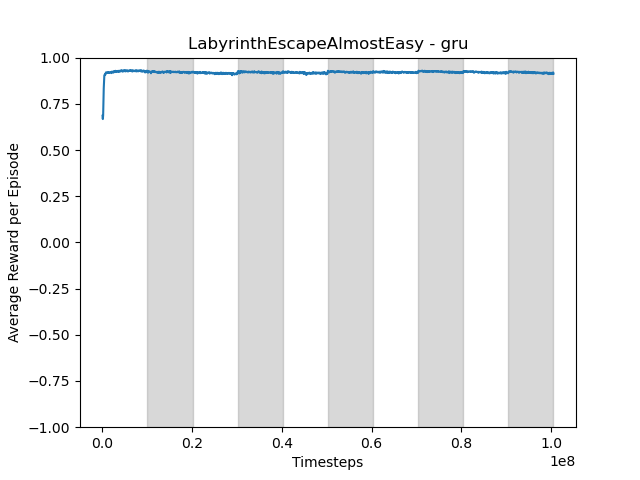 LabyrinthEscapeAlmostEasy - gru
1.00
0.75
0.50
0.25
0.00
−0.25
−0.50
−0.75
−1.00
Average Reward per Episode
0.0 0.2 0.4 0.6 0.8 1.0
1e8
Timesteps